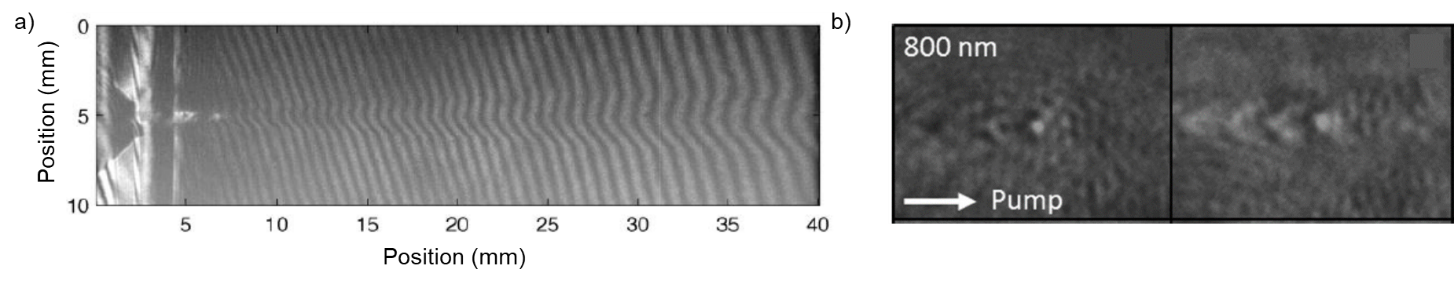 a)
Position (mm)
0
5
10
5 10 15 20 25 30 35 40
Position (mm)
b)
800 nm
Pump